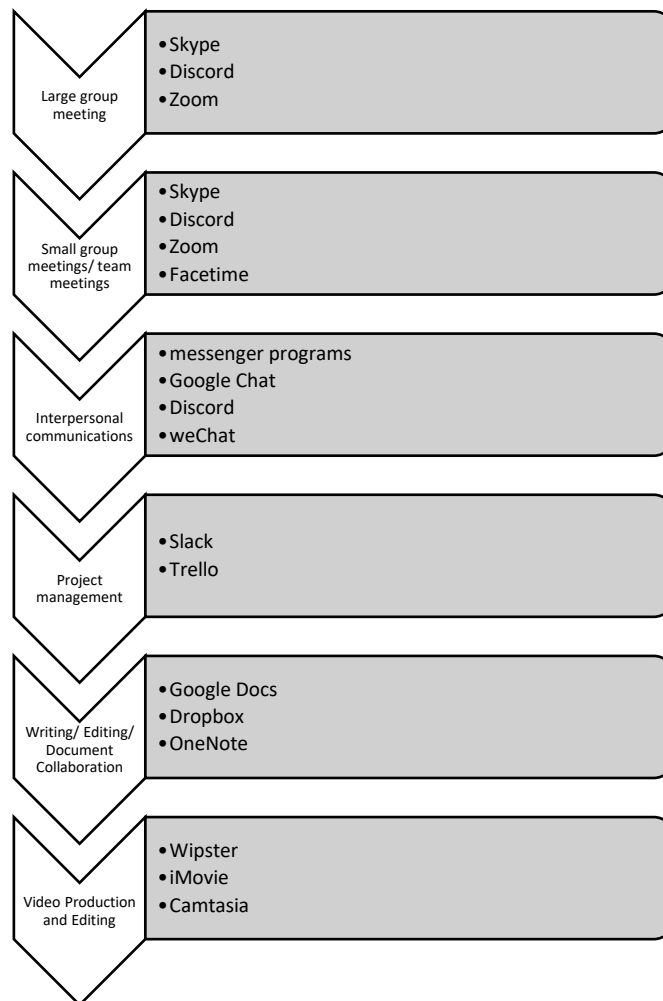 Large group
meeting
•Skype
•Discord
•Zoom
Small group
meetings/ team
meetings
•Skype
•Discord
•Zoom
•Facetime
Interpersonal
communications
•messenger programs
•Google Chat
•Discord
•weChat
Project
management
•Slack
•Trello
Writing/ Editing/
Document
Collaboration
•Google Docs
•Dropbox
•OneNote
Video Production
and Editing
•Wipster
•iMovie
•Camtasia